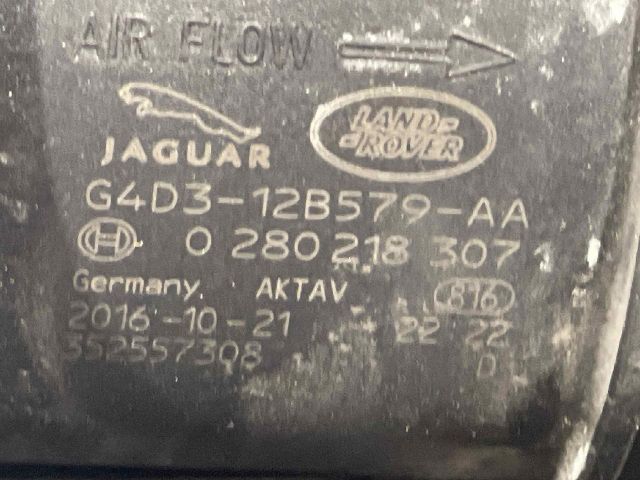 AIR FLOW
JAGUAR
LAND ROVER
G4D3-12B579-AA
0 280 218 307
Germany. AKTAV 816
2016-10-21 22 22
352557308 D